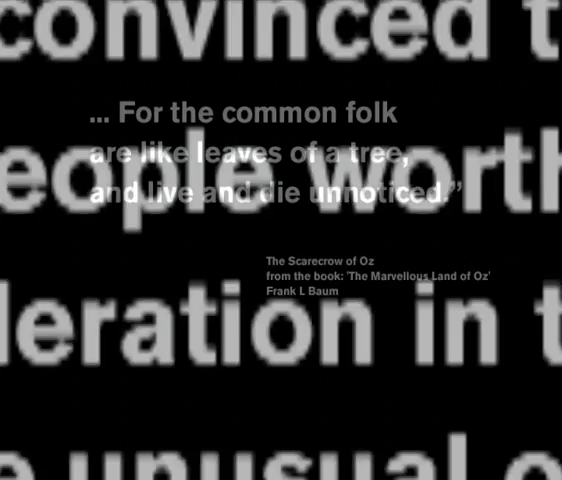 convinced t
... For the common folk
are like leaves of a tree,
and live and die unnoticed.”
eople worth
The Scarecrow of Oz
from the book: 'The Marvellous Land of Oz'
Frank L Baum
leration in t
e unusual o